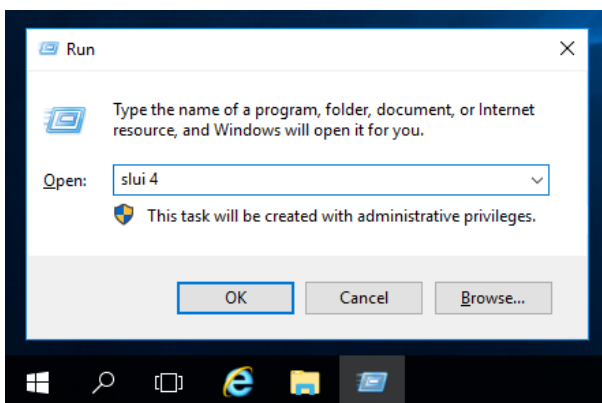 Run
Type the name of a program, folder, document, or Internet
resource, and Windows will open it for you.
Open: slui 4
This task will be created with administrative privileges.
OK Cancel Browse...